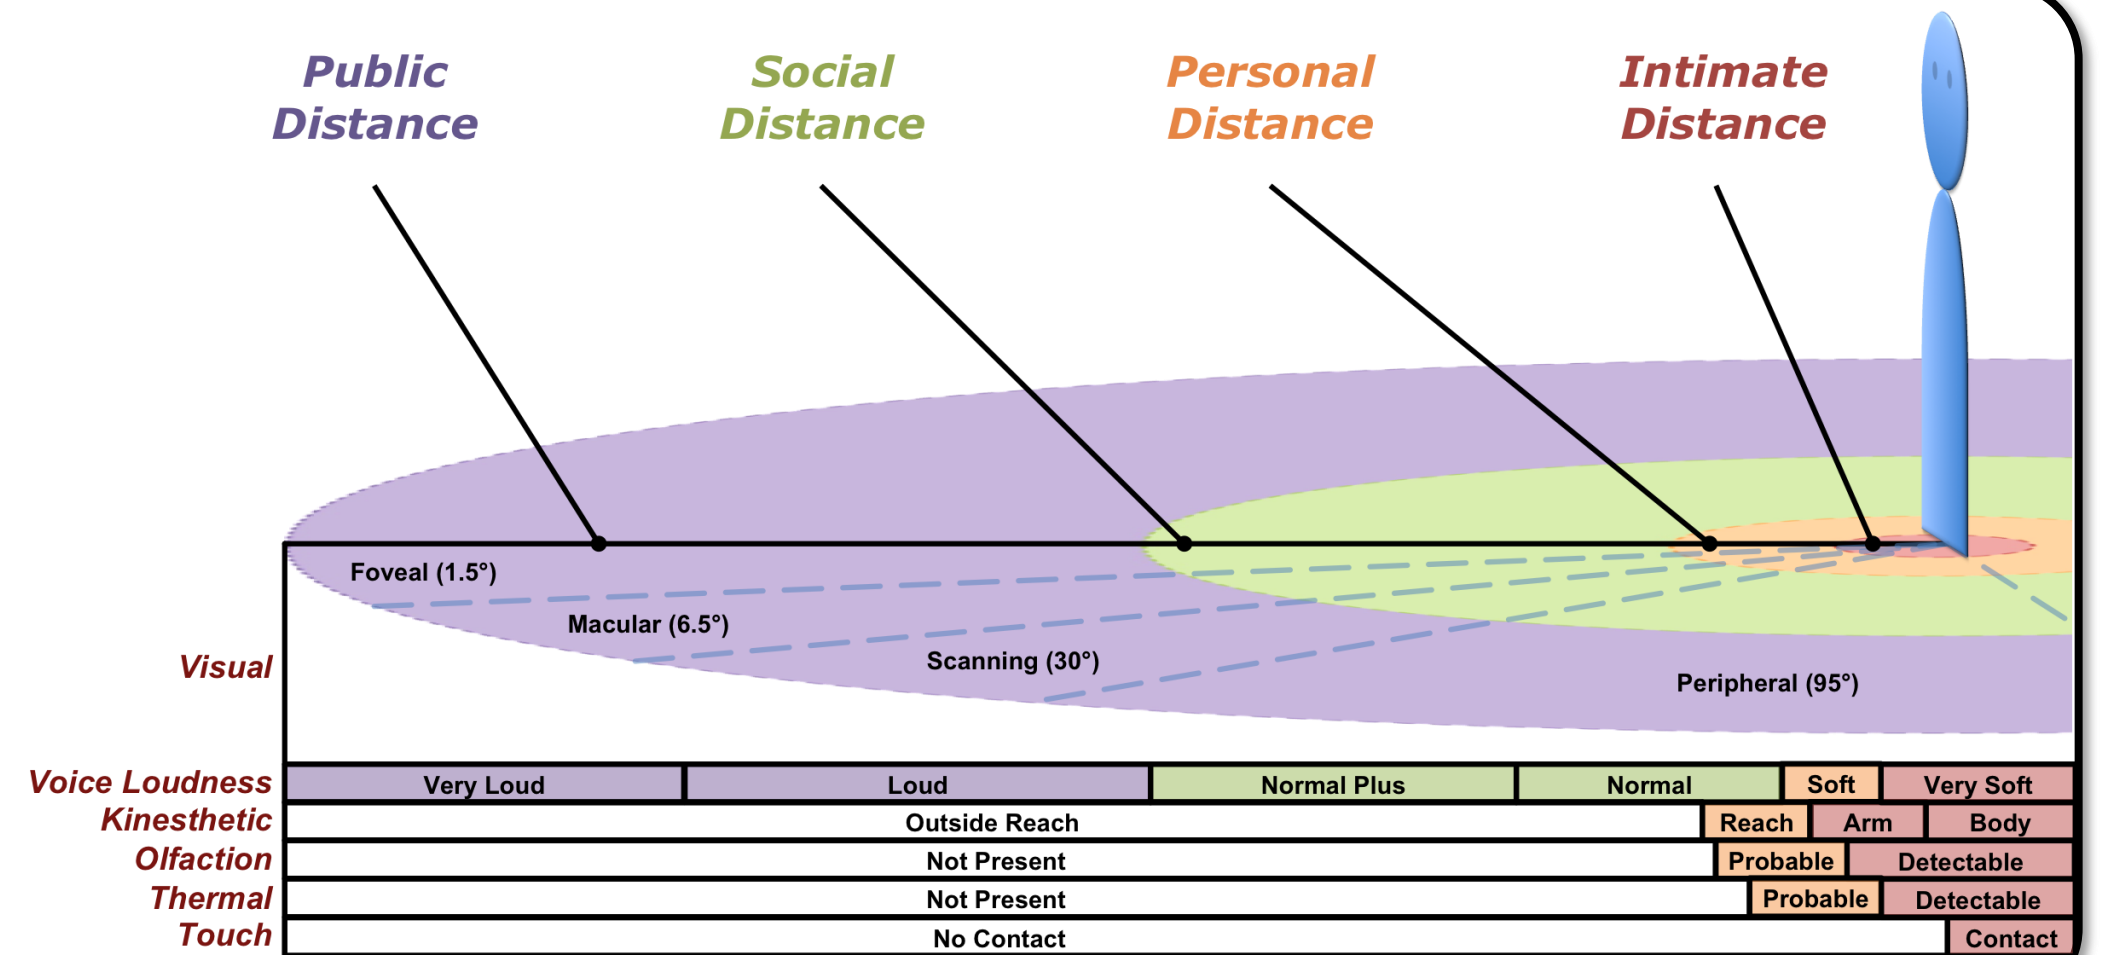 Public
Distance
Social
Distance
Personal
Distance
Intimate
Distance
Foveal (1.5°)
Macular (6.5°)
Scanning (30°)
Peripheral (95°)
Visual
Voice Loudness
Very Loud
Loud
Normal Plus
Normal
Soft
Very Soft
Kinesthetic
Outside Reach
Reach
Arm
Body
Olfaction
Not Present
Probable
Detectable
Thermal
Not Present
Probable
Detectable
Touch
No Contact
Contact